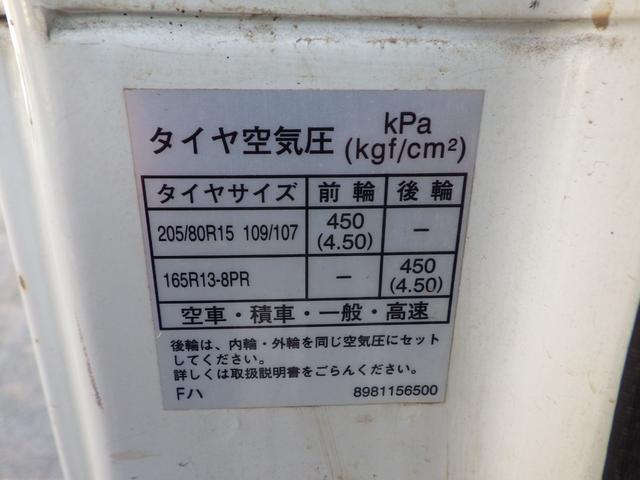 タイヤ空気圧 kPa
(kgf/cm²)
タイヤサイズ 前輪 後輪
205/80R15 109/107 450 (4.50) －
165R13-8PR － 450 (4.50)
空車・積車・一般・高速
後輪は、内輪・外輪を同じ空気圧にセット
してください。
詳しくは取扱説明書をごらんください。
Fハ 8981156500